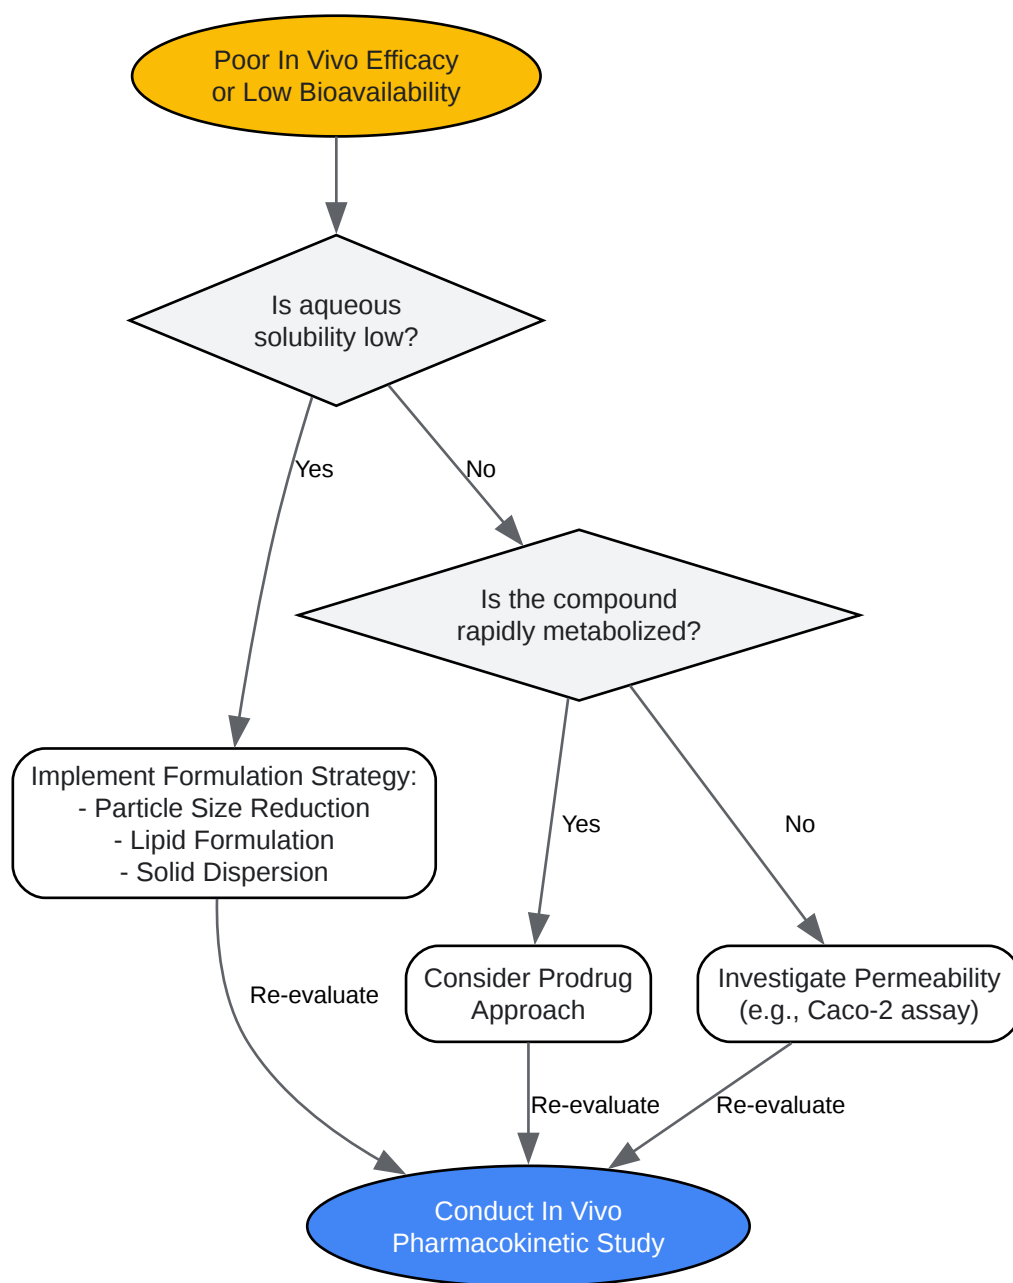 Poor In Vivo Efficacy
or Low Bioavailability
Is aqueous
solubility low?
Yes
No
Is the compound
rapidly metabolized?
Implement Formulation Strategy:
- Particle Size Reduction
- Lipid Formulation
- Solid Dispersion
Yes
No
Consider Prodrug
Approach
Investigate Permeability
(e.g., Caco-2 assay)
Re-evaluate
Re-evaluate
Re-evaluate
Conduct In Vivo
Pharmacokinetic Study